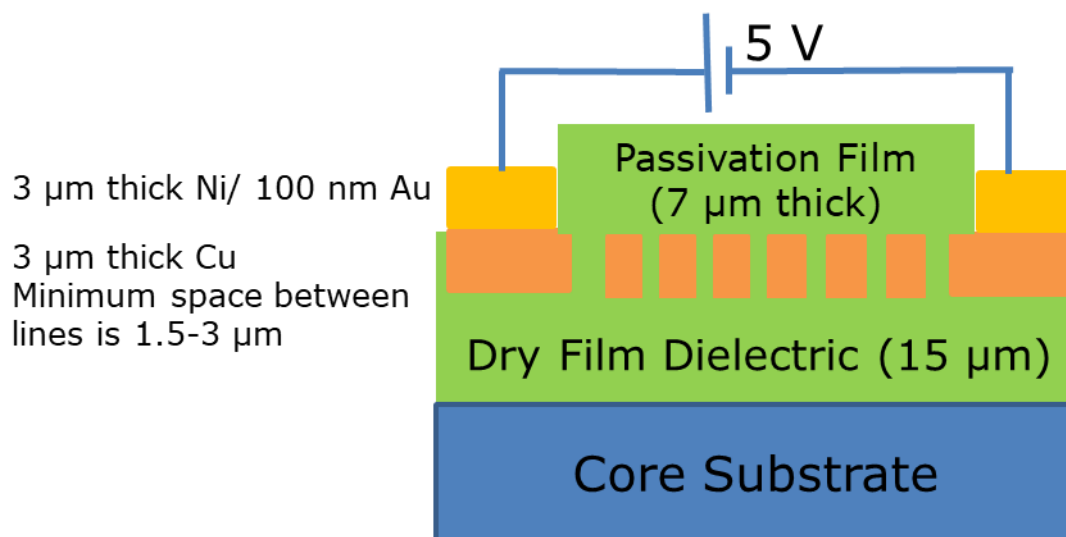 5 V
Passivation Film
(7 µm thick)
3 µm thick Ni/ 100 nm Au
3 µm thick Cu
Minimum space between
lines is 1.5-3 µm
Dry Film Dielectric (15 µm)
Core Substrate